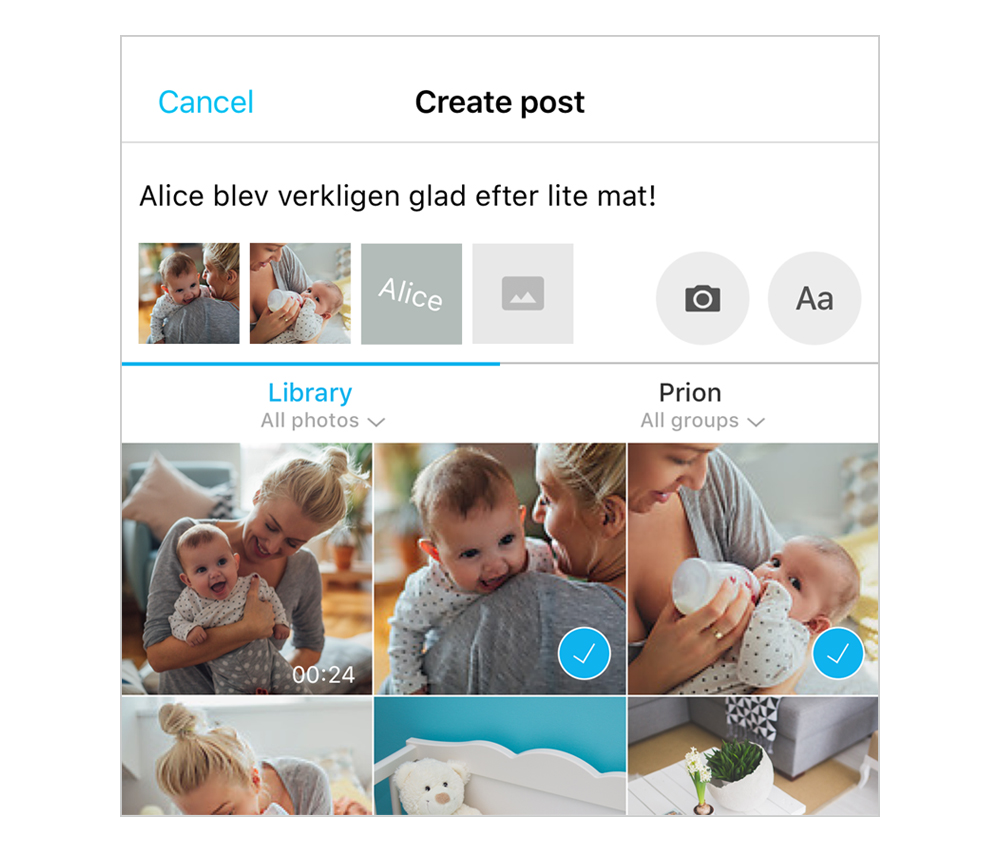 Cancel
Create post
Alice blev verkligen glad efter lite mat!
Alice
Aa
Library
Prion
All photos
All groups
00:24